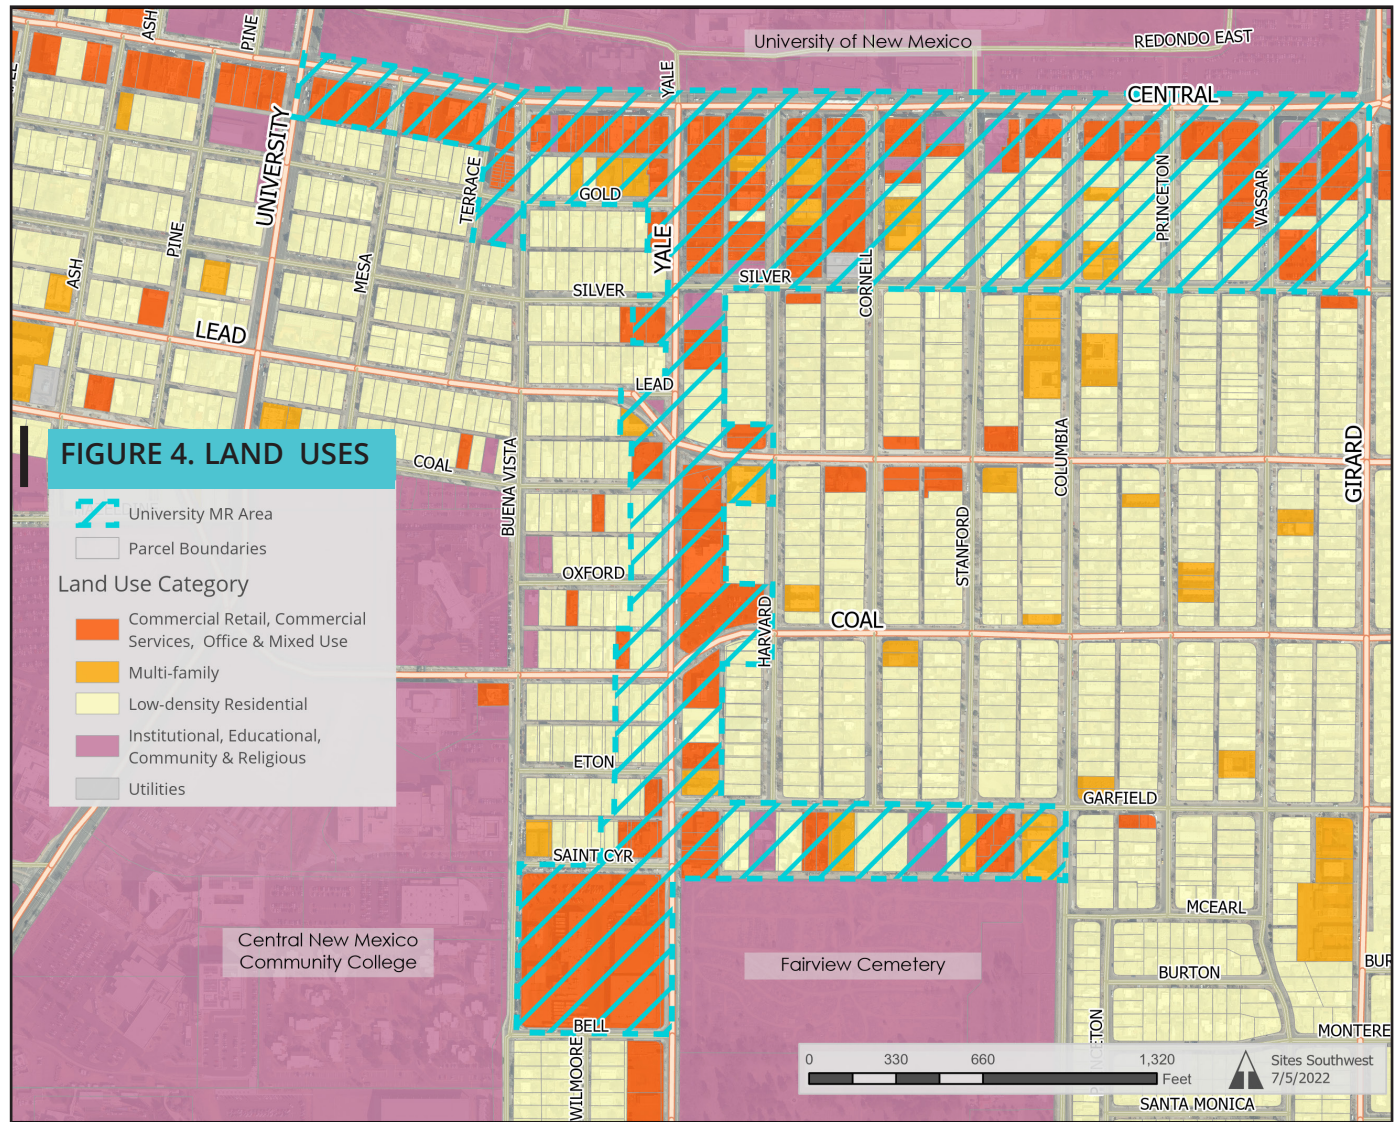 ASH
PINE
YALE
University of New Mexico
REDONDO EAST
CENTRAL
UNIVERSITY
TERRACE
GOLD
PRINCETON
VASSAR
YALE
PINE
ASH
MESA
SILVER
SILVER
CORNELL
LEAD
LEAD
COLUMBIA
GIRARD
BUENA VISTA
COAL
STANFORD
OXFORD
HARVARD
COAL
FIGURE 4. LAND USES
University MR Area
Parcel Boundaries
Land Use Category
Commercial Retail, Commercial
Services, Office & Mixed Use
Multi-family
Low-density Residential
Institutional, Educational,
Community & Religious
Utilities
ETON
GARFIELD
SAINT CYR
MCEARL
Central New Mexico
Community College
Fairview Cemetery
BURTON
BUR
BELL
WILMOORE
MONTERE
0 330 660 1,320
Feet
Sites Southwest
7/5/2022
SANTA MONICA